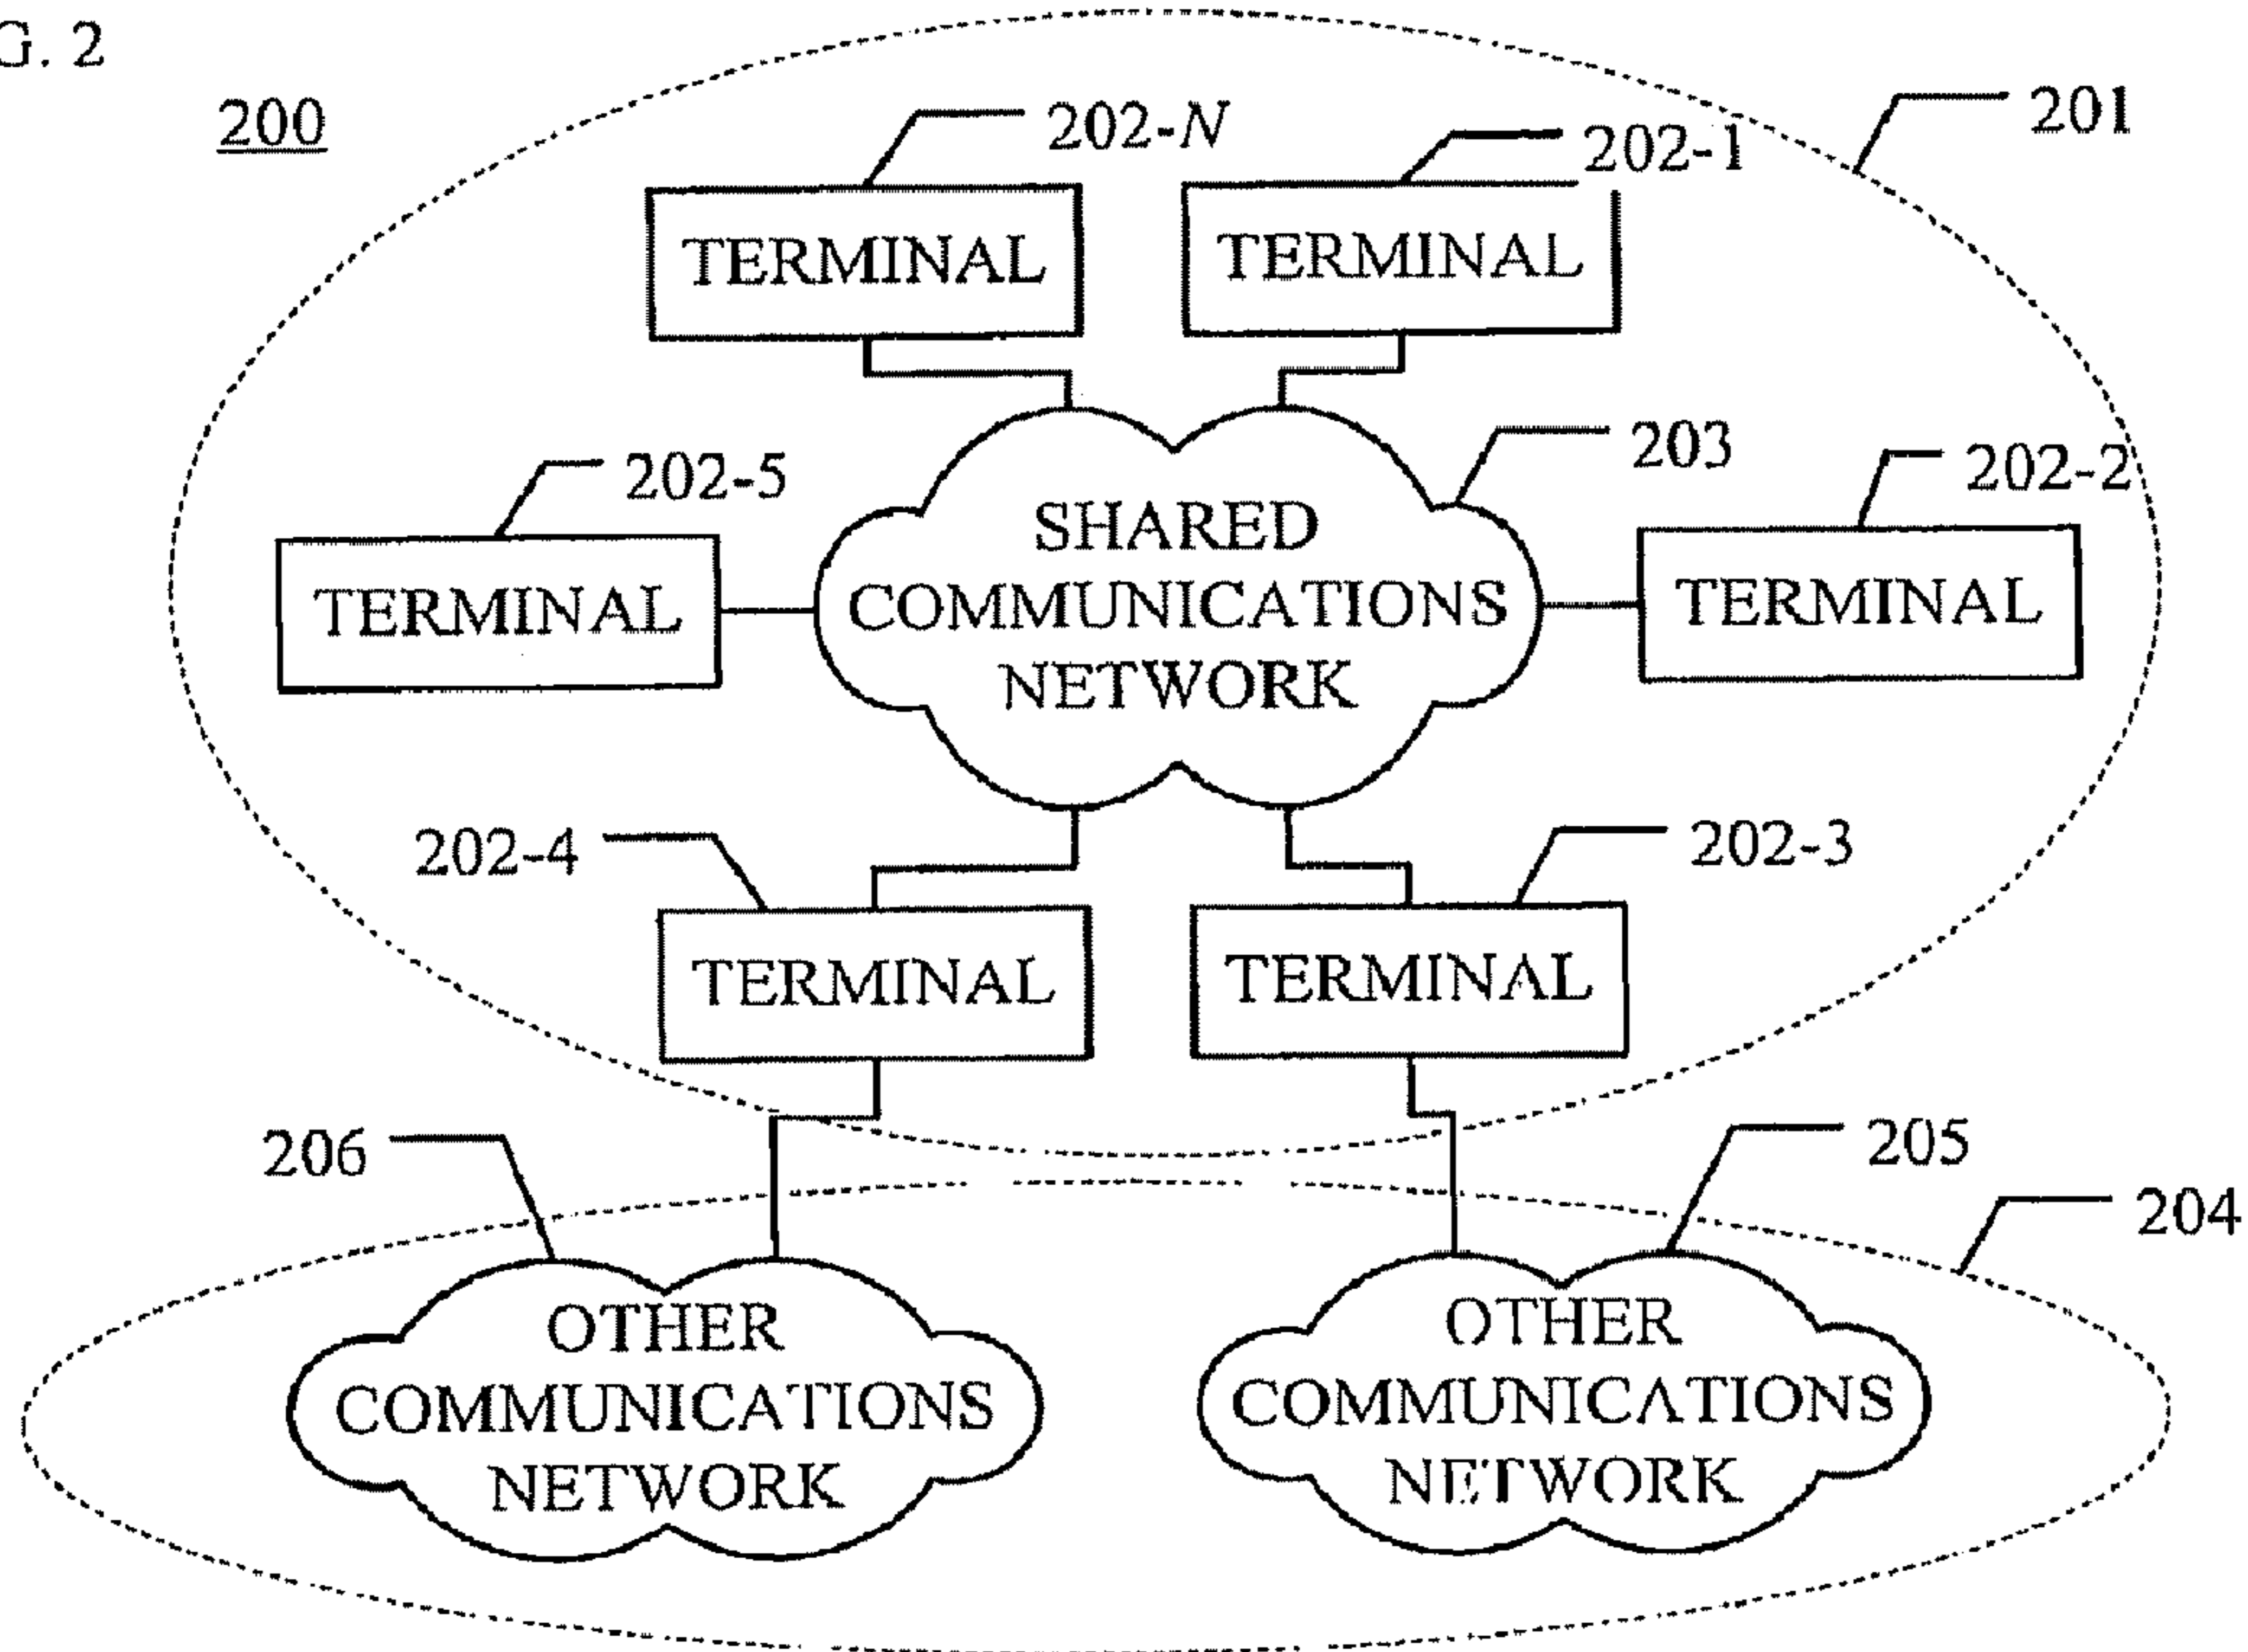 G. 2
200
202-N
202-1
201
TERMINAL
TERMINAL
203
202-5
202-2
SHARED
COMMUNICATIONS
NETWORK
TERMINAL
TERMINAL
202-4
202-3
TERMINAL
TERMINAL
206
205
204
OTHER
COMMUNICATIONS
NETWORK
OTHER
COMMUNICATIONS
NETWORK